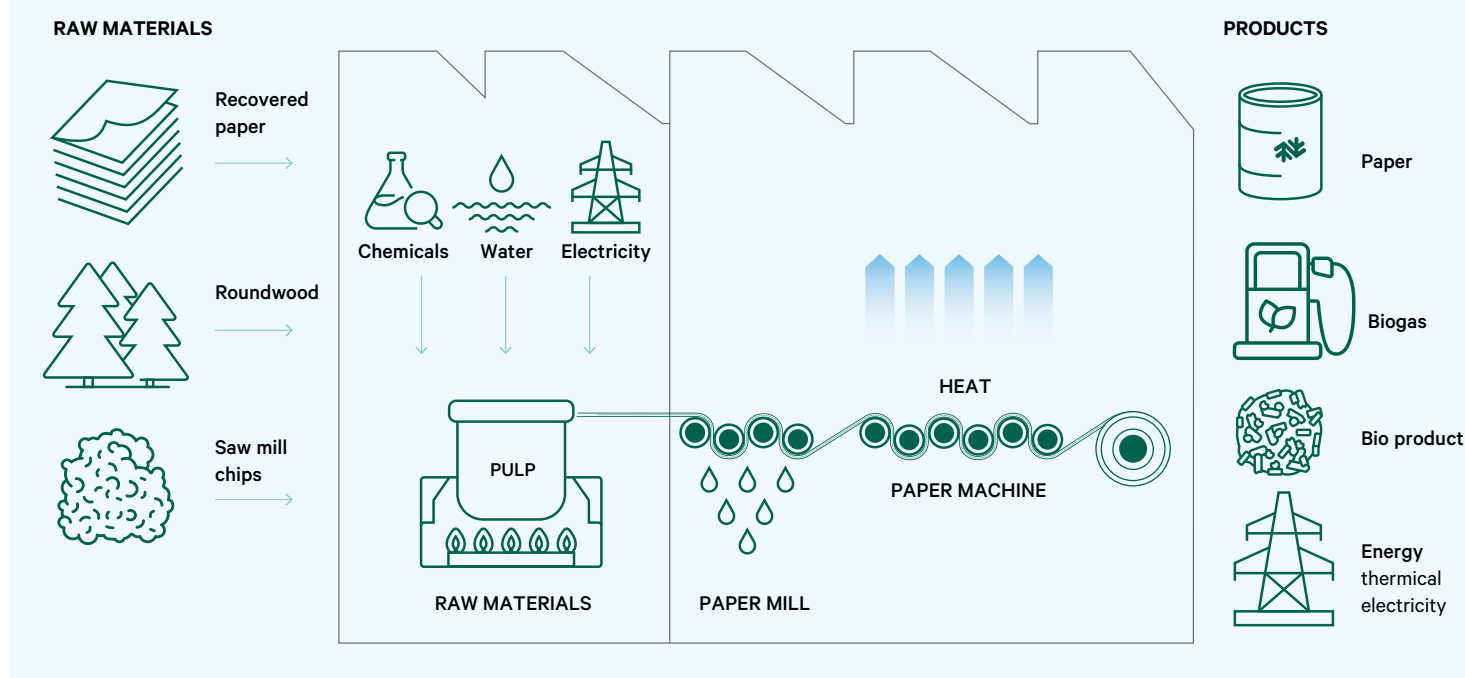 RAW MATERIALS
Recovered
paper
Roundwood
Saw mill
chips
Chemicals
Water
Electricity
PULP
RAW MATERIALS
PAPER MILL
HEAT
PAPER MACHINE
PRODUCTS
Paper
Biogas
Bio product
Energy
thermical
electricity